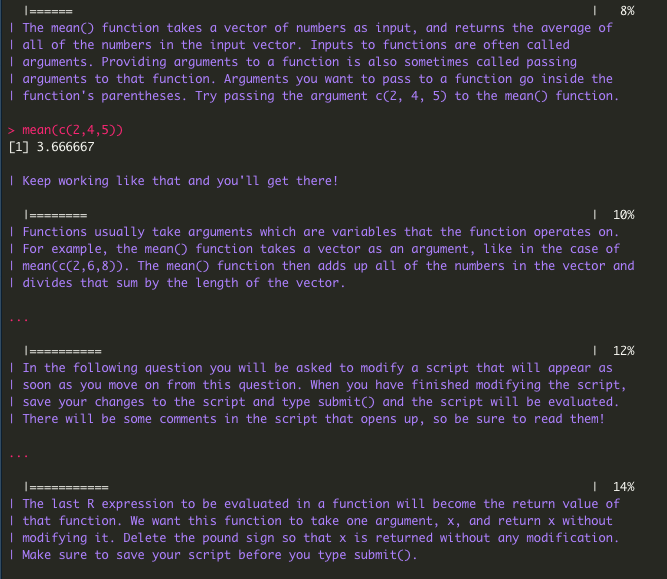 |====== | 8%
| The mean() function takes a vector of numbers as input, and returns the average of
| all of the numbers in the input vector. Inputs to functions are often called
| arguments. Providing arguments to a function is also sometimes called passing
| arguments to that function. Arguments you want to pass to a function go inside the
| function's parentheses. Try passing the argument c(2, 4, 5) to the mean() function.
> mean(c(2,4,5))
[1] 3.666667
| Keep working like that and you'll get there!
|======== | 10%
| Functions usually take arguments which are variables that the function operates on.
| For example, the mean() function takes a vector as an argument, like in the case of
| mean(c(2,6,8)). The mean() function then adds up all of the numbers in the vector and
| divides that sum by the length of the vector.
...
|========== | 12%
| In the following question you will be asked to modify a script that will appear as
| soon as you move on from this question. When you have finished modifying the script,
| save your changes to the script and type submit() and the script will be evaluated.
| There will be some comments in the script that opens up, so be sure to read them!
...
|=========== | 14%
| The last R expression to be evaluated in a function will become the return value of
| that function. We want this function to take one argument, x, and return x without
| modifying it. Delete the pound sign so that x is returned without any modification.
| Make sure to save your script before you type submit().